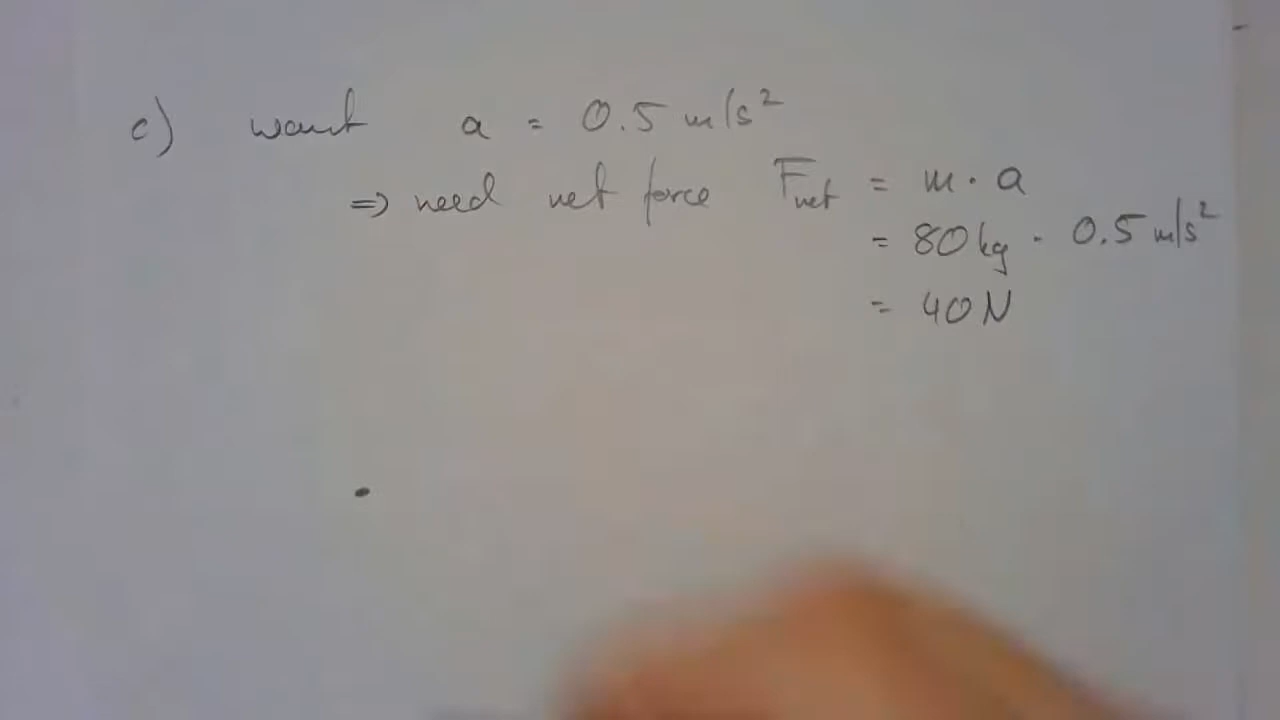 c) want a = 0.5 m/s²
⇒ need net force F_net = m · a
= 80 kg · 0.5 m/s²
= 40 N